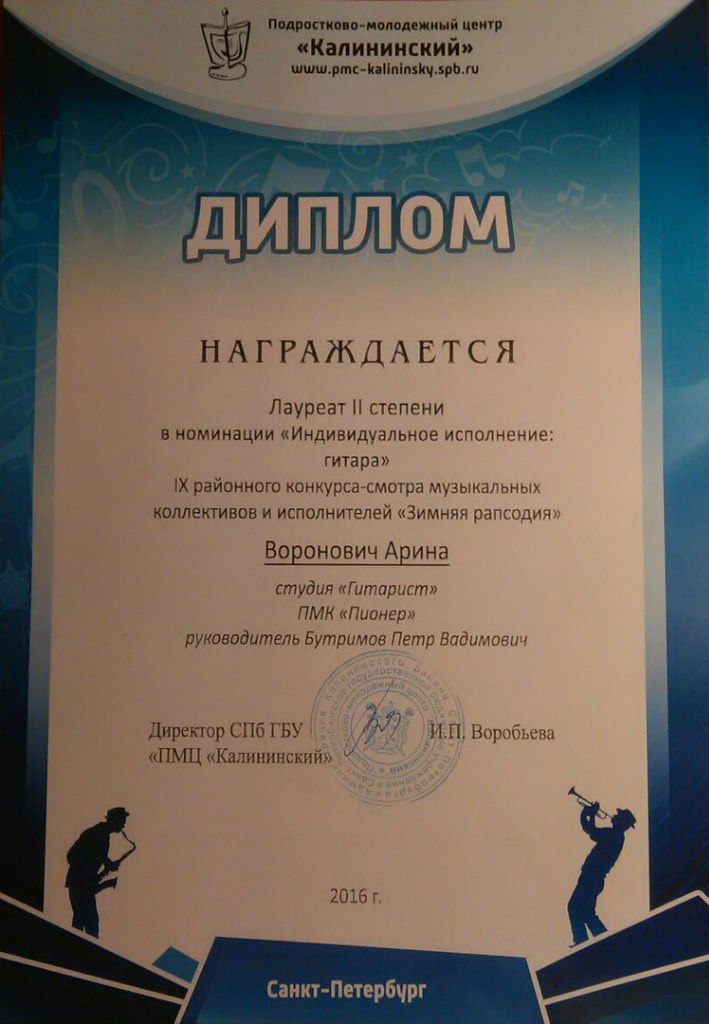 Подростково-молодежный центр
«Калининский»
www.pmc-kalininsky.spb.ru
ДИПЛОМ
НАГРАЖДАЕТСЯ
Лауреат II степени
в номинации «Индивидуальное исполнение:
гитара»
IX районного конкурса-смотра музыкальных
коллективов и исполнителей «Зимняя рапсодия»
Воронович Арина
студия «Гитарист»
ПМК «Пионер»
руководитель Бутримов Петр Вадимович
Директор СПб ГБУ И.П. Воробьева
«ПМЦ «Калининский»
2016 г.
Санкт-Петербург